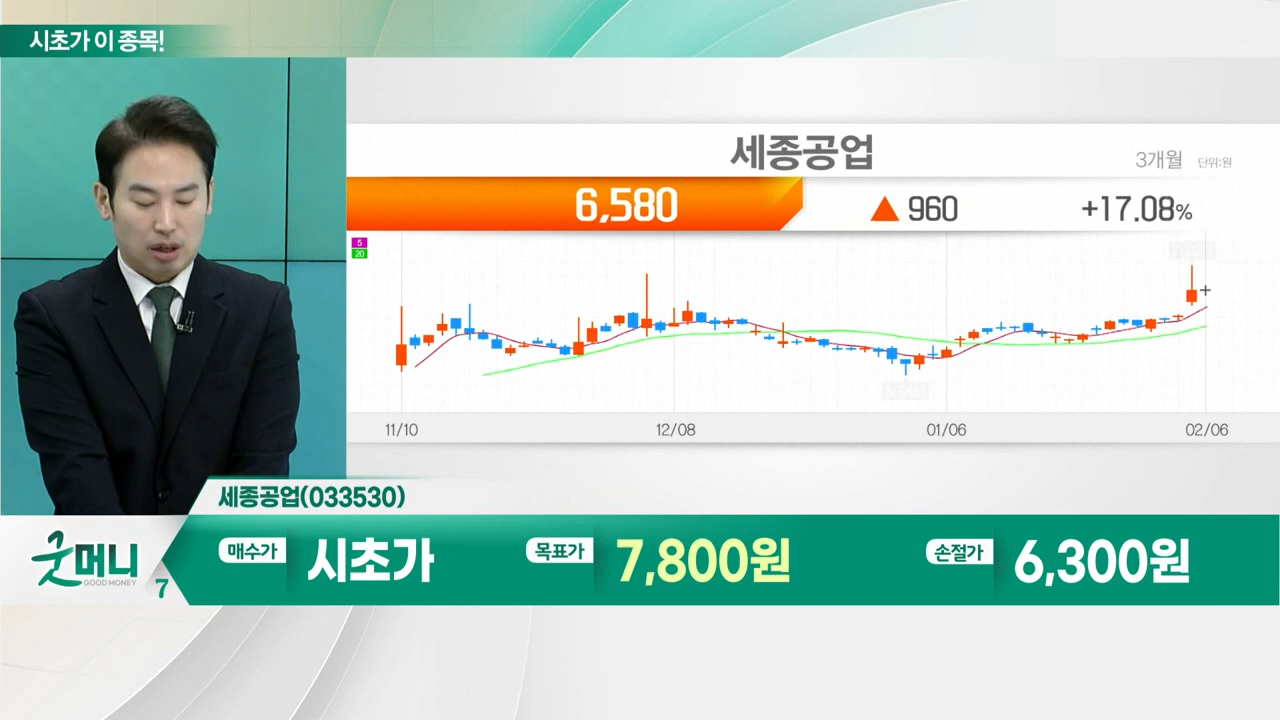 시초가 이 종목!
세종공업
3개월 단위:원
6,580 ▲ 960 +17.08%
5
20
11/10 12/08 01/06 02/06
세종공업(033530)
굿머니
GOOD MONEY
7
매수가 시초가 목표가 7,800원 손절가 6,300원